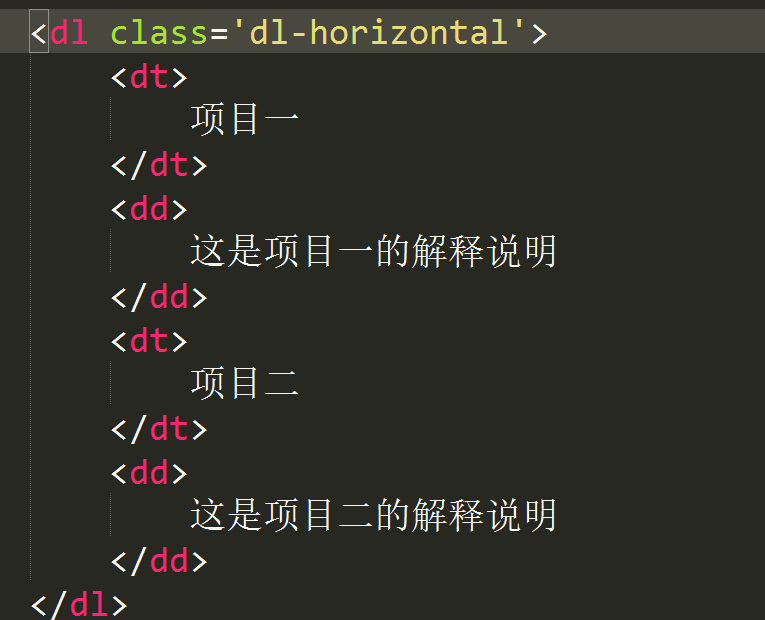 <dl class='dl-horizontal'>
<dt>
项目一
</dt>
<dd>
这是项目一的解释说明
</dd>
<dt>
项目二
</dt>
<dd>
这是项目二的解释说明
</dd>
</dl>